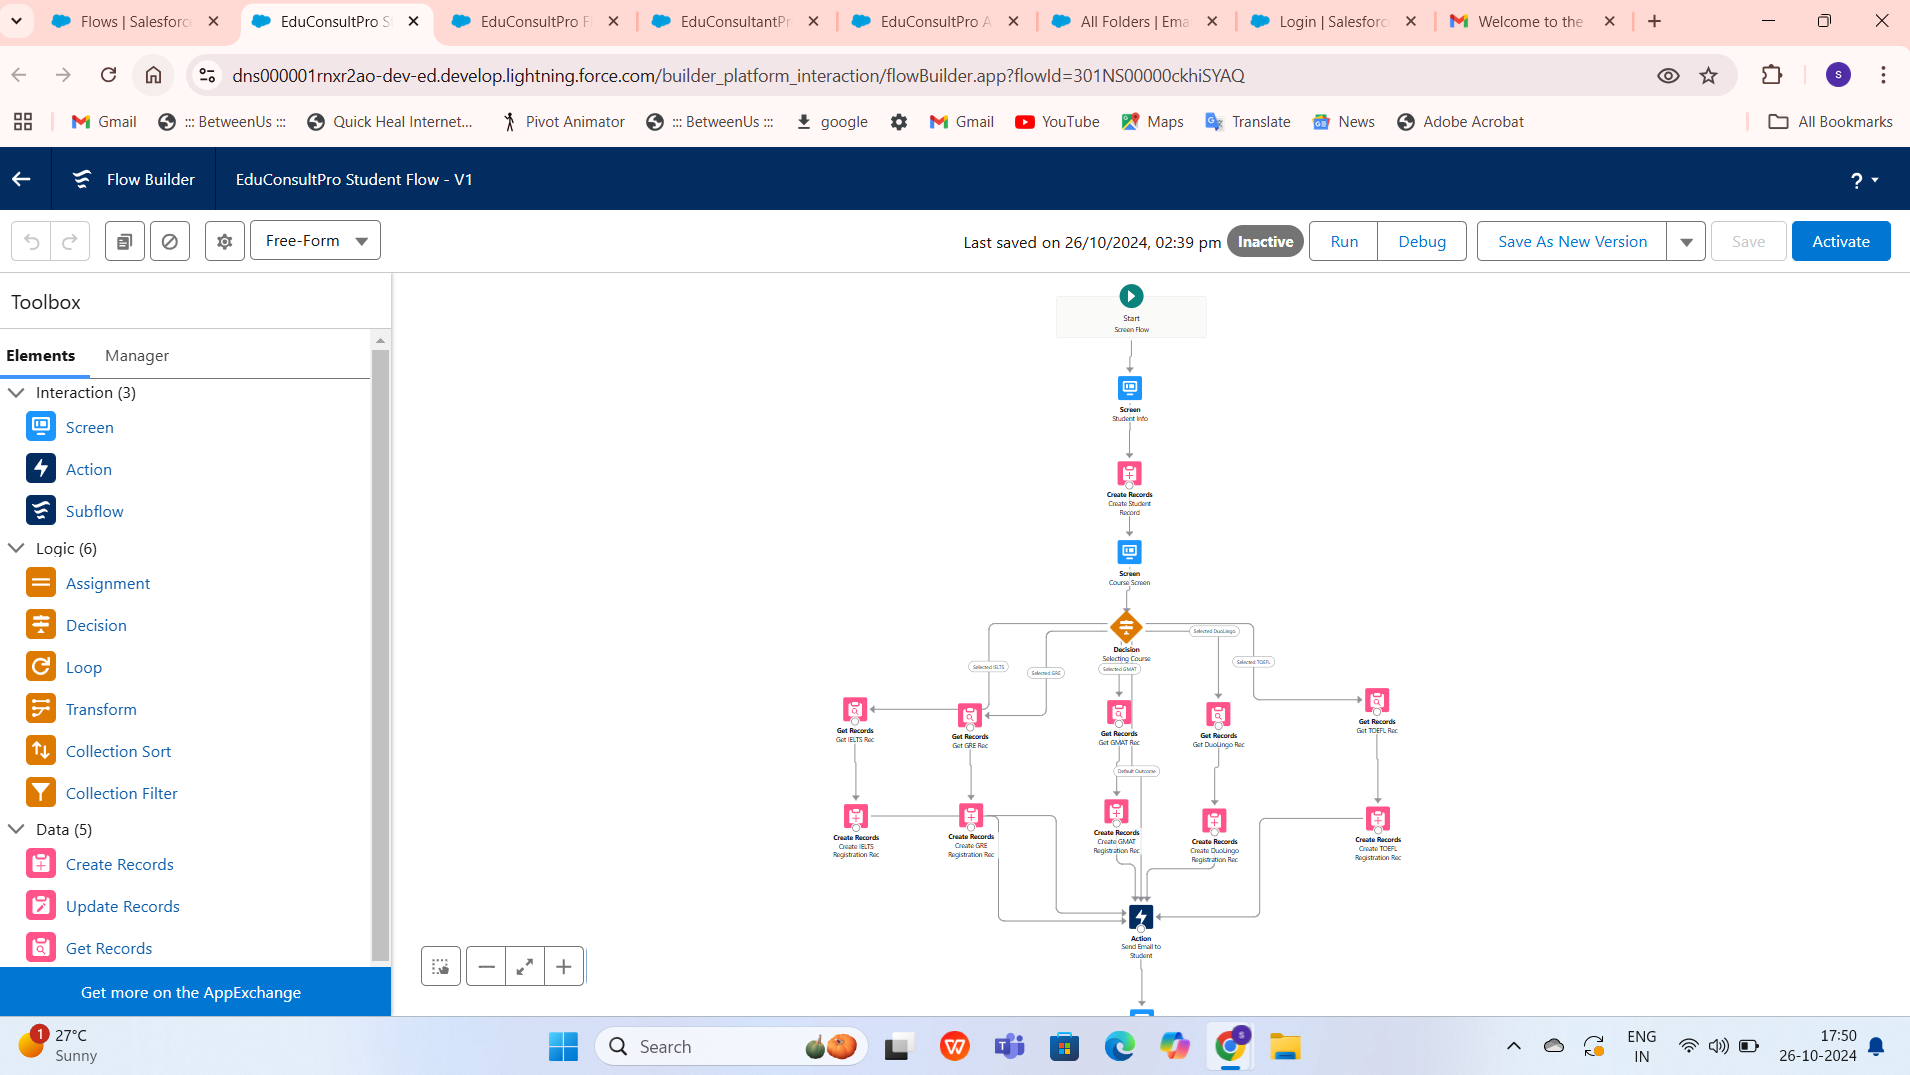 Flows | Salesforc
EduConsultPro S
EduConsultPro F
EduConsultantPr
EduConsultPro A
All Folders | Ema
Login | Salesforc
Welcome to the
dns000001rnxr2ao-dev-ed.develop.lightning.force.com/builder_platform_interaction/flowBuilder.app?flowId=301NS00000ckhiSYAQ
S
Gmail
::: BetweenUs :::
Quick Heal Internet...
Pivot Animator
::: BetweenUs :::
google
Gmail
YouTube
Maps
Translate
News
Adobe Acrobat
All Bookmarks
Flow Builder
EduConsultPro Student Flow - V1
?
Free-Form
Last saved on 26/10/2024, 02:39 pm
Inactive
Run
Debug
Save As New Version
Save
Activate
Toolbox
Elements
Manager
Interaction (3)
Screen
Action
Subflow
Logic (6)
Assignment
Decision
Loop
Transform
Collection Sort
Collection Filter
Data (5)
Create Records
Update Records
Get Records
Get more on the AppExchange
Start
Screen Flow
Screen
Student Info
Create Records
Create Student
Record
Screen
Course Screen
Decision
Selecting Course
Selected IELTS
Selected GRE
Selected GMAT
Selected DuoLingo
Selected TOEFL
Get Records
Get IELTS Rec
Get Records
Get GRE Rec
Get Records
Get GMAT Rec
Get Records
Get DuoLingo Rec
Get Records
Get TOEFL Rec
Default Outcome
Create Records
Create IELTS
Registration Rec
Create Records
Create GRE
Registration Rec
Create Records
Create GMAT
Registration Rec
Create Records
Create DuoLingo
Registration Rec
Create Records
Create TOEFL
Registration Rec
Action
Send Email to
Student
1
27°C
Sunny
Search
S
ENG
IN
17:50
26-10-2024